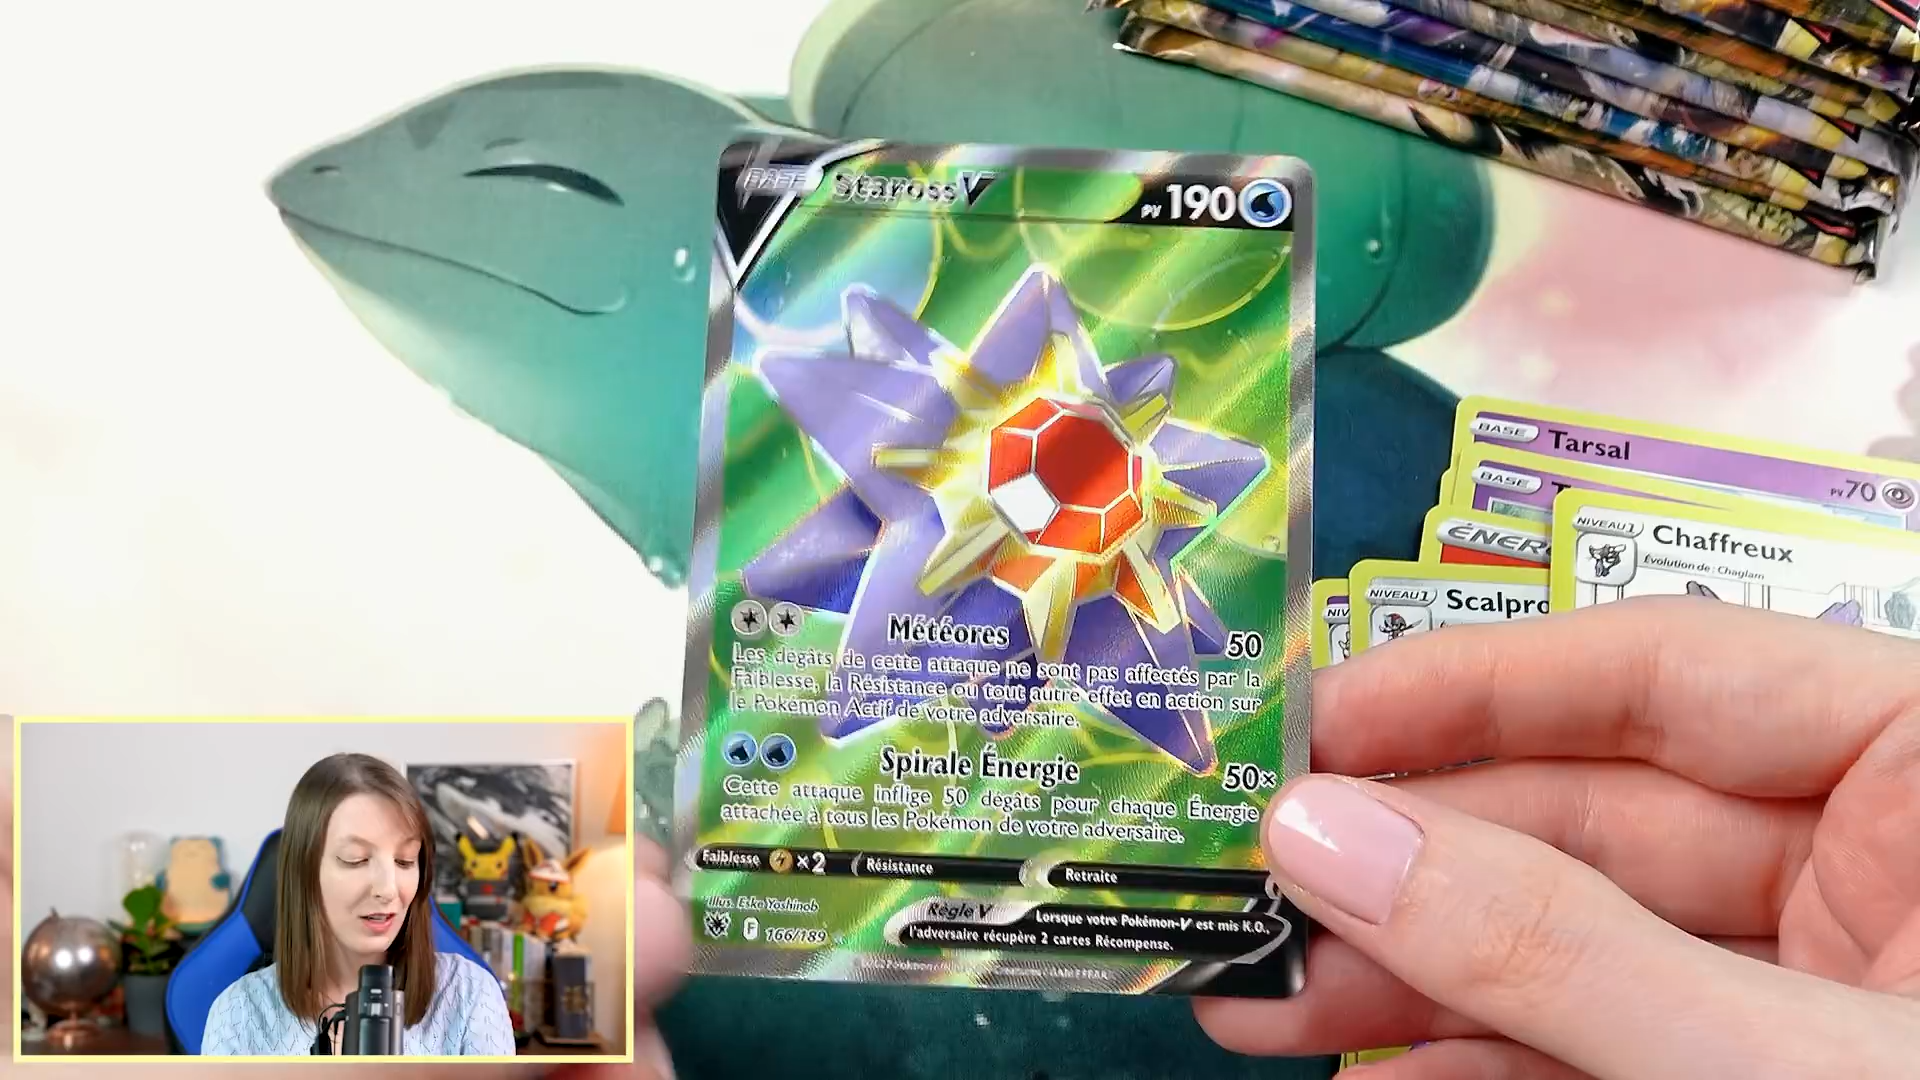 BASE
StarossV
PV 190
Météores
50
Les dégâts de cette attaque ne sont pas affectés par la
Faiblesse, la Résistance ou tout autre effet en action sur
le Pokémon Actif de votre adversaire.
Spirale Énergie
50×
Cette attaque inflige 50 dégâts pour chaque Énergie
attachée à tous les Pokémon de votre adversaire.
Faiblesse ×2
Résistance
Retraite
Illus. Eske Yoshinob
F
166/189
Règle V
Lorsque votre Pokémon-V est mis K.O.,
l'adversaire récupère 2 cartes Récompense.
BASE
Tarsal
PV 70
BASE
NIVEAU 1
Chaffreux
Évolution de : Chaglam
ÉNER
NIVEAU 1
Scalpro
NIV